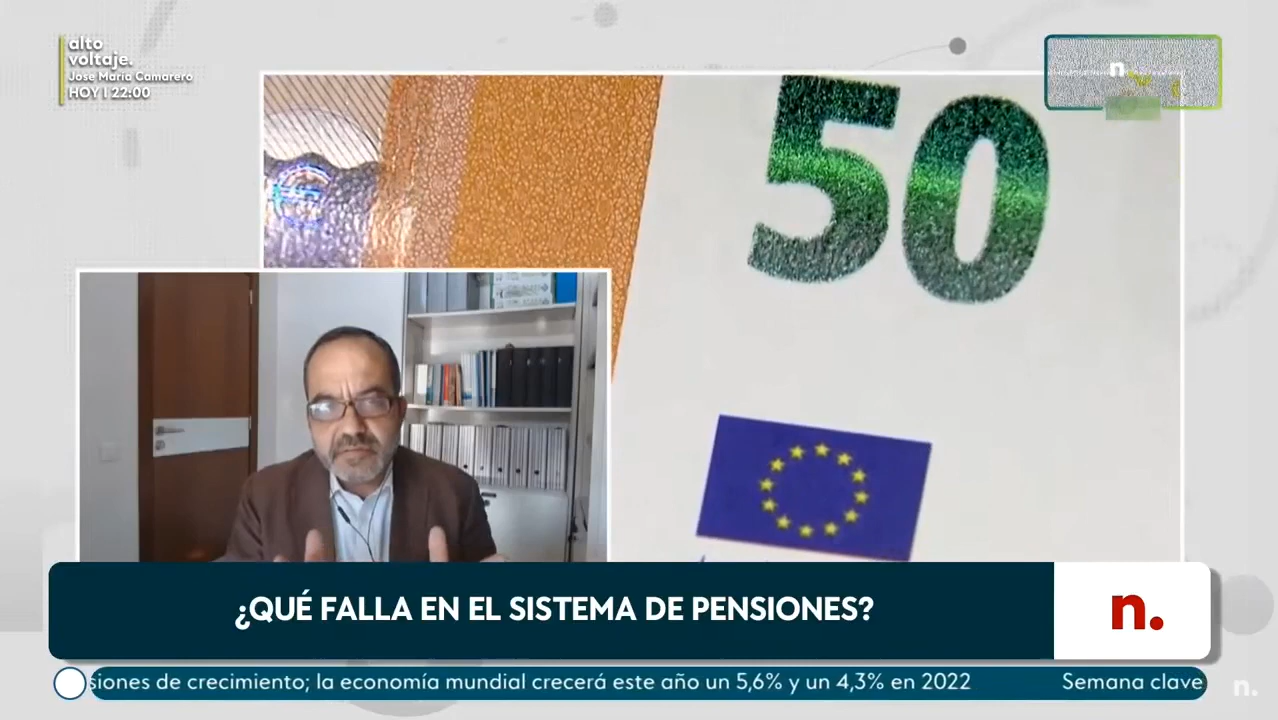 alto
voltaje.
Jose María Camarero
HOY | 22:00
n.
50
¿QUÉ FALLA EN EL SISTEMA DE PENSIONES?
n.
siones de crecimiento; la economía mundial crecerá este año un 5,6% y un 4,3% en 2022 Semana clave
n.